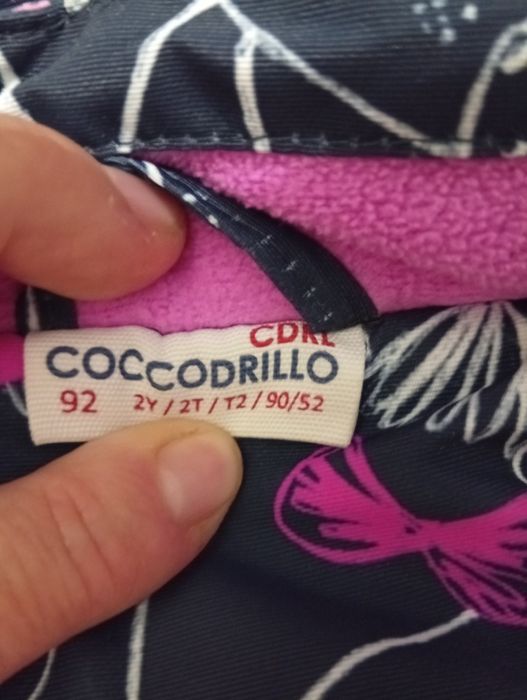 CDRL
COCCODRILLO
92 2Y / 2T / T2 / 90/52